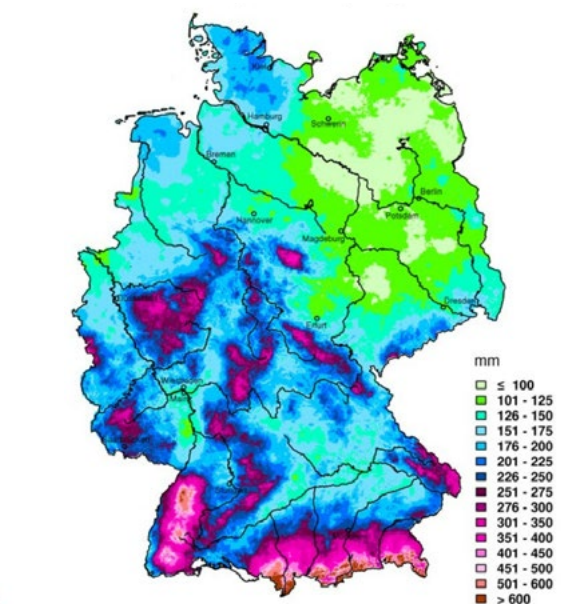 Hamburg
Schwerin
Bremen
Berlin
Potsdam
Hannover
Magdeburg
Dresden
Erfurt
Wiesbaden
Mainz
mm
≤ 100
101 - 125
126 - 150
151 - 175
176 - 200
201 - 225
226 - 250
251 - 275
276 - 300
301 - 350
351 - 400
401 - 450
451 - 500
501 - 600
> 600